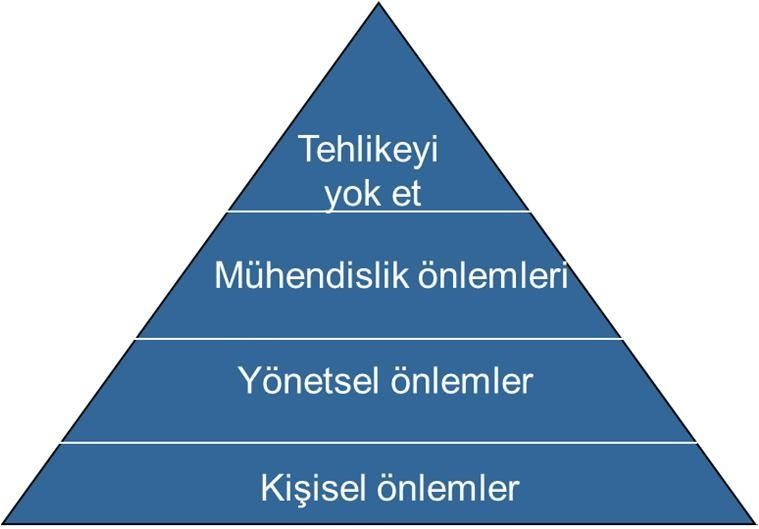 Tehlikeyi
yok et
Mühendislik önlemleri
Yönetsel önlemler
Kişisel önlemler